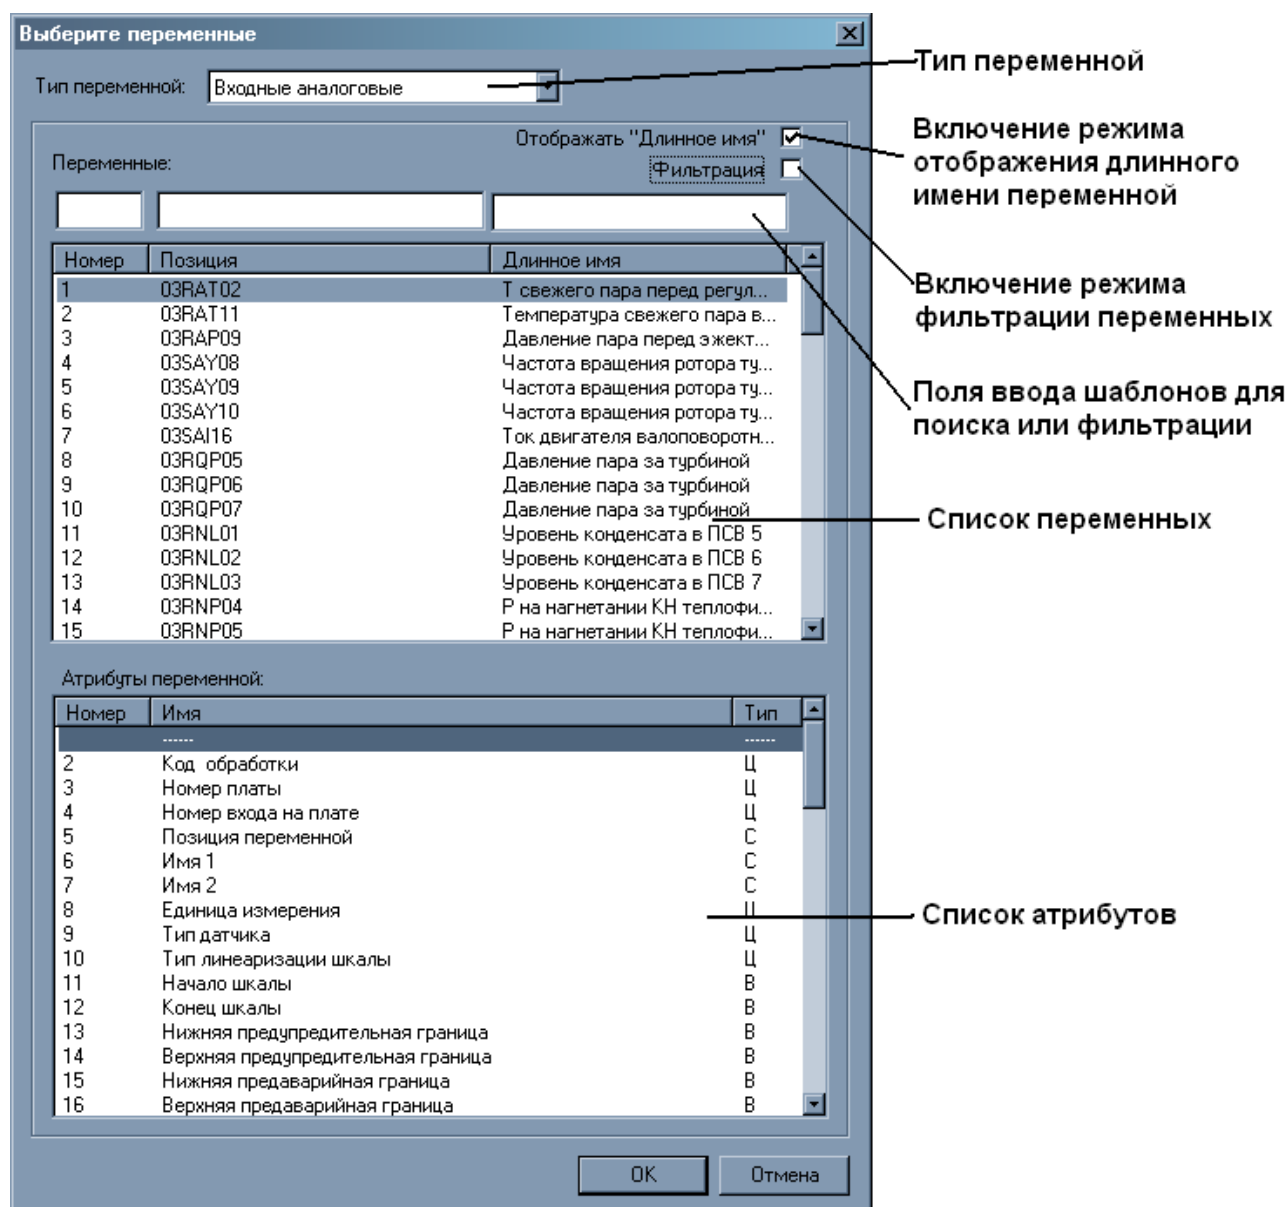 Выберите переменные
Тип переменной: Входные аналоговые
Тип переменной
Отображать "Длинное имя"
Включение режима
отображения длинного
имени переменной
Переменные:
Фильтрация
Включение режима
фильтрации переменных
Номер Позиция Длинное имя
1 03RAT02 Т свежего пара перед регул...
2 03RAT11 Температура свежего пара в...
3 03RAP09 Давление пара перед эжект...
4 03SAY08 Частота вращения ротора ту...
5 03SAY09 Частота вращения ротора ту...
6 03SAY10 Частота вращения ротора ту...
7 03SAI16 Ток двигателя валоповоротн...
8 03RQP05 Давление пара за турбиной
9 03RQP06 Давление пара за турбиной
10 03RQP07 Давление пара за турбиной
11 03RNL01 Уровень конденсата в ПСВ 5
12 03RNL02 Уровень конденсата в ПСВ 6
13 03RNL03 Уровень конденсата в ПСВ 7
14 03RNP04 Р на нагнетании КН теплофи...
15 03RNP05 Р на нагнетании КН теплофи...
Поля ввода шаблонов для
поиска или фильтрации
Список переменных
Атрибуты переменной:
Номер Имя Тип
------ ------
2 Код обработки Ц
3 Номер платы Ц
4 Номер входа на плате Ц
5 Позиция переменной С
6 Имя 1 С
7 Имя 2 С
8 Единица измерения Ц
9 Тип датчика Ц
10 Тип линеаризации шкалы Ц
11 Начало шкалы В
12 Конец шкалы В
13 Нижняя предупредительная граница В
14 Верхняя предупредительная граница В
15 Нижняя предаварийная граница В
16 Верхняя предаварийная граница В
Список атрибутов
OK Отмена